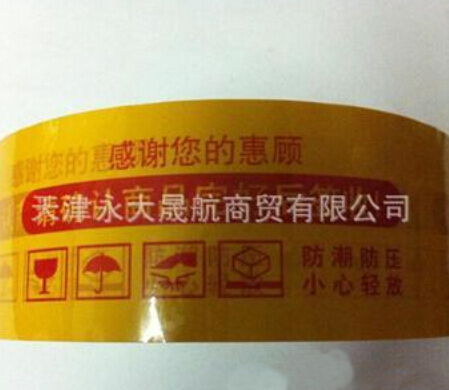 感谢您的惠顾
感谢您的惠
天津永大晟航商贸有限公司
防潮防压
小心轻放